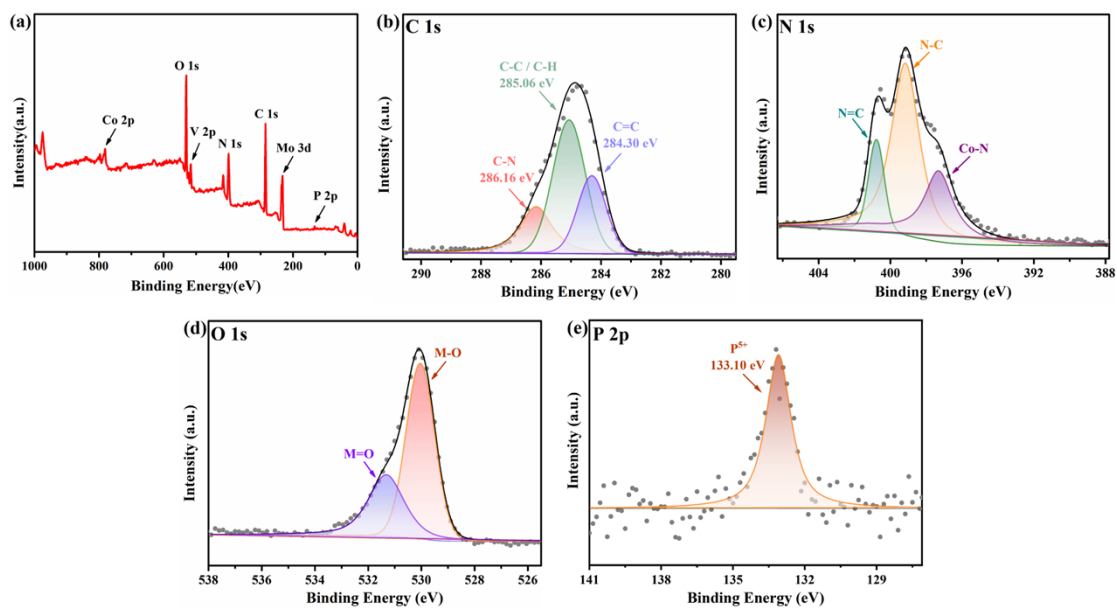 (a)
O 1s
C 1s
Co 2p
V 2p
N 1s
Mo 3d
P 2p
Intensity(a.u.)
1000 800 600 400 200 0
Binding Energy(eV)
(b) C 1s
C-C / C-H
285.06 eV
C=C
284.30 eV
C-N
286.16 eV
Intensity (a.u.)
290 288 286 284 282 280
Binding Energy (eV)
(c) N 1s
N-C
N=C
Co-N
Intensity (a.u.)
404 400 396 392 388
Binding Energy (eV)
(d) O 1s
M-O
M=O
Intensity (a.u.)
538 536 534 532 530 528 526
Binding Energy (eV)
(e) P 2p
P⁵⁺
133.10 eV
Intensity (a.u.)
141 138 135 132 129
Binding Energy (eV)